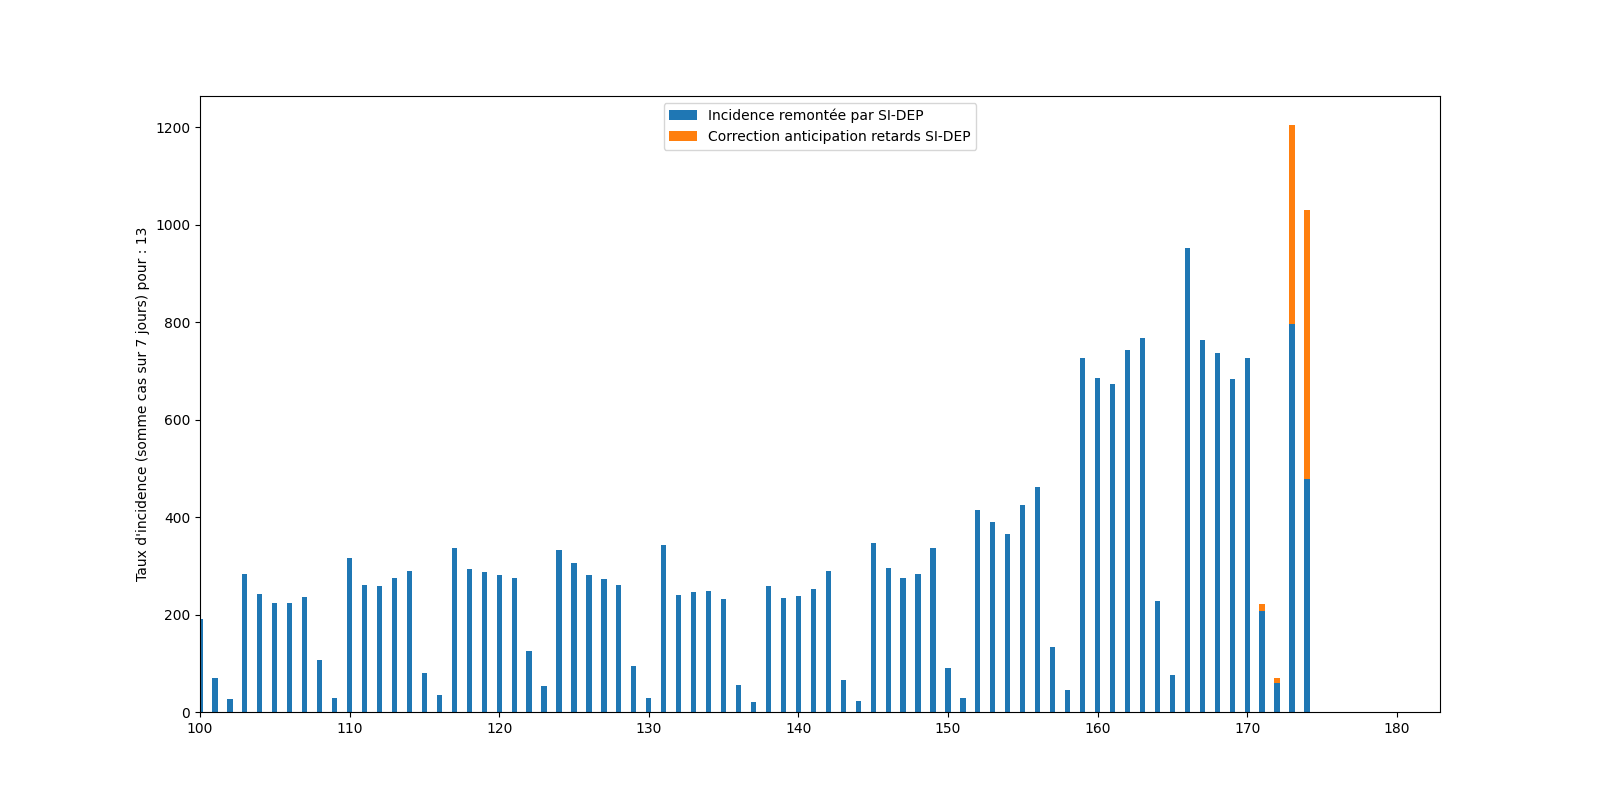 Incidence remontée par SI-DEP
Correction anticipation retards SI-DEP
Taux d'incidence (somme cas sur 7 jours) pour : 13
1200
1000
800
600
400
200
0
100 110 120 130 140 150 160 170 180